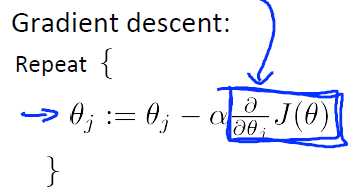 Gradient descent:
Repeat {
θⱼ := θⱼ − α ∂/∂θⱼ J(θ)
}